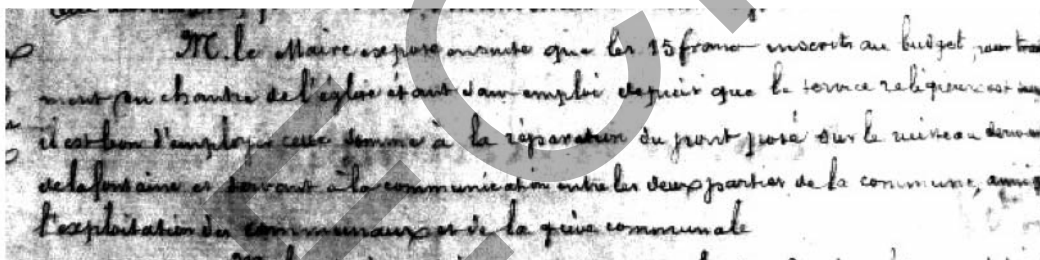 M. le Maire expose ensuite que les 15 francs inscrits au budget, pour trai
ment du chantre de l'église étant sans emploi depuis que le service religieux est
il est bon d'employer cette somme à la réparation du pont posé sur le ruisseau
de la fontaine et servant à la communication entre les deux parties de la commune, ainsi q
l'exploitation des communaux et de la grève communale